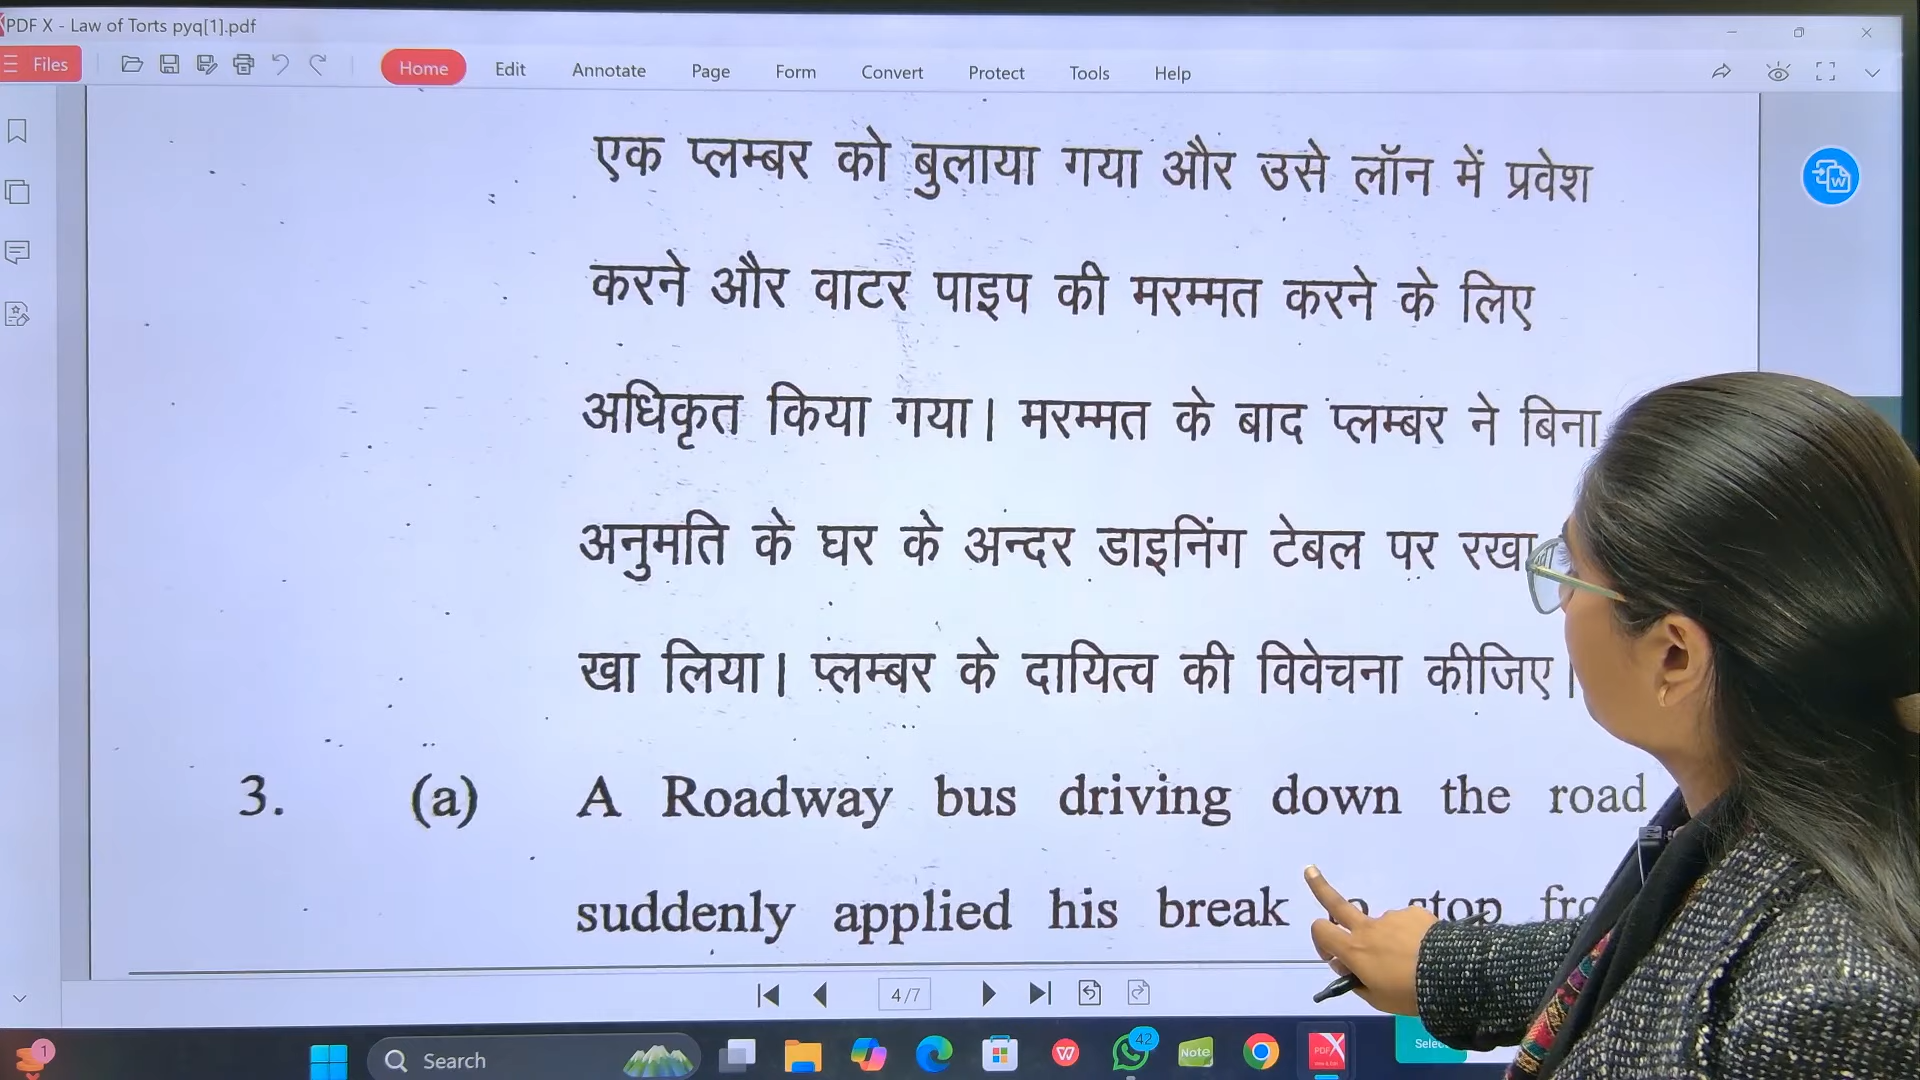 PDF X - Law of Torts pyq[1].pdf
Files Home Edit Annotate Page Form Convert Protect Tools Help
एक प्लम्बर को बुलाया गया और उसे लॉन में प्रवेश
करने और वाटर पाइप की मरम्मत करने के लिए
अधिकृत किया गया। मरम्मत के बाद प्लम्बर ने बिना
अनुमति के घर के अन्दर डाइनिंग टेबल पर रखा
खा लिया। प्लम्बर के दायित्व की विवेचना कीजिए।
3. (a) A Roadway bus driving down the road
suddenly applied his break stop
4/7
1 Search 42 Note PDF X